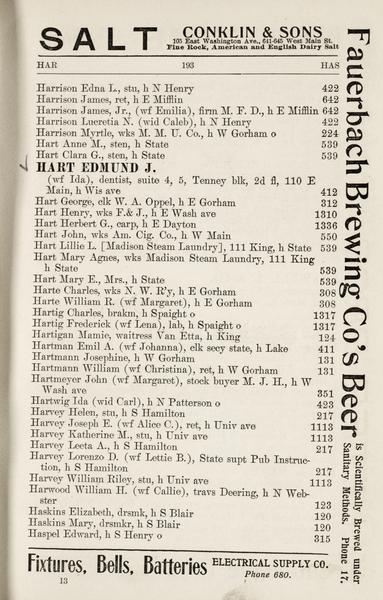 SALT
CONKLIN & SONS
105 East Washington Ave., 641-645 West Main St.
Fine Rock, American and English Dairy Salt
HAR 193 HAS
Harrison Edna L., stu, h N Henry 422
Harrison James, ret, h E Mifflin 642
Harrison James, Jr., (wf Emilia), firm M. F. D., h E Mifflin 642
Harrison Lucretia N. (wid Caleb), h N Henry 422
Harrison Myrtle, wks M. M. U. Co., h W Gorham o 224
Hart Anne M., sten, h State 539
Hart Clara G., sten, h State 539
HART EDMUND J.
(wf Ida), dentist, suite 4, 5, Tenney blk, 2d fl, 110 E
Main, h Wis ave 412
Hart George, clk W. A. Oppel, h E Gorham 312
Hart Henry, wks F. & J., h E Wash ave 1310
Hart Herbert G., carp, h E Dayton 1336
Hart John, wks Am. Cig. Co., h W Main 550
Hart Lillie L. [Madison Steam Laundry], 111 King, h State 539
Hart Mary Agnes, wks Madison Steam Laundry, 111 King
h State 539
Hart Mary E., Mrs., h State 539
Harte Charles, wks N. W. R'y, h E Gorham 308
Harte William R. (wf Margaret), h E Gorham 308
Hartig Charles, brakm, h Spaight o 1317
Hartig Frederick (wf Lena), lab, h Spaight o 1317
Hartigan Mamie, waitress Van Etta, h King 124
Hartman Emil A. (wf Johanna), clk secy state, h Lake 411
Hartmann Josephine, h W Gorham 131
Hartmann William (wf Christina), ret, h W Gorham 131
Hartmeyer John (wf Margaret), stock buyer M. J. H., h W
Wash ave 351
Hartwig Ida (wid Carl), h N Patterson o 423
Harvey Helen, stu, h S Hamilton 217
Harvey Joseph E. (wf Alice C.), ret, h Univ ave 1113
Harvey Katherine M., stu, h Univ ave 1113
Harvey Leeta A., h S Hamilton 217
Harvey Lorenzo D. (wf Lettie B.), State supt Pub Instruc-
tion, h S Hamilton 217
Harvey William Riley, stu, h Univ ave 1113
Harwood William H. (wf Callie), travs Deering, h N Web-
ster 123
Haskins Elizabeth, drsmkr, h S Blair 120
Haskins Mary, drsmkr, h S Blair 120
Haspel Edward, h S Henry o 315
Fixtures, Bells, Batteries
ELECTRICAL SUPPLY CO.
Phone 680.
13
Fauerbach Brewing Co's Beer
is Scientifically Brewed under
Sanitary Methods. Phone 17.